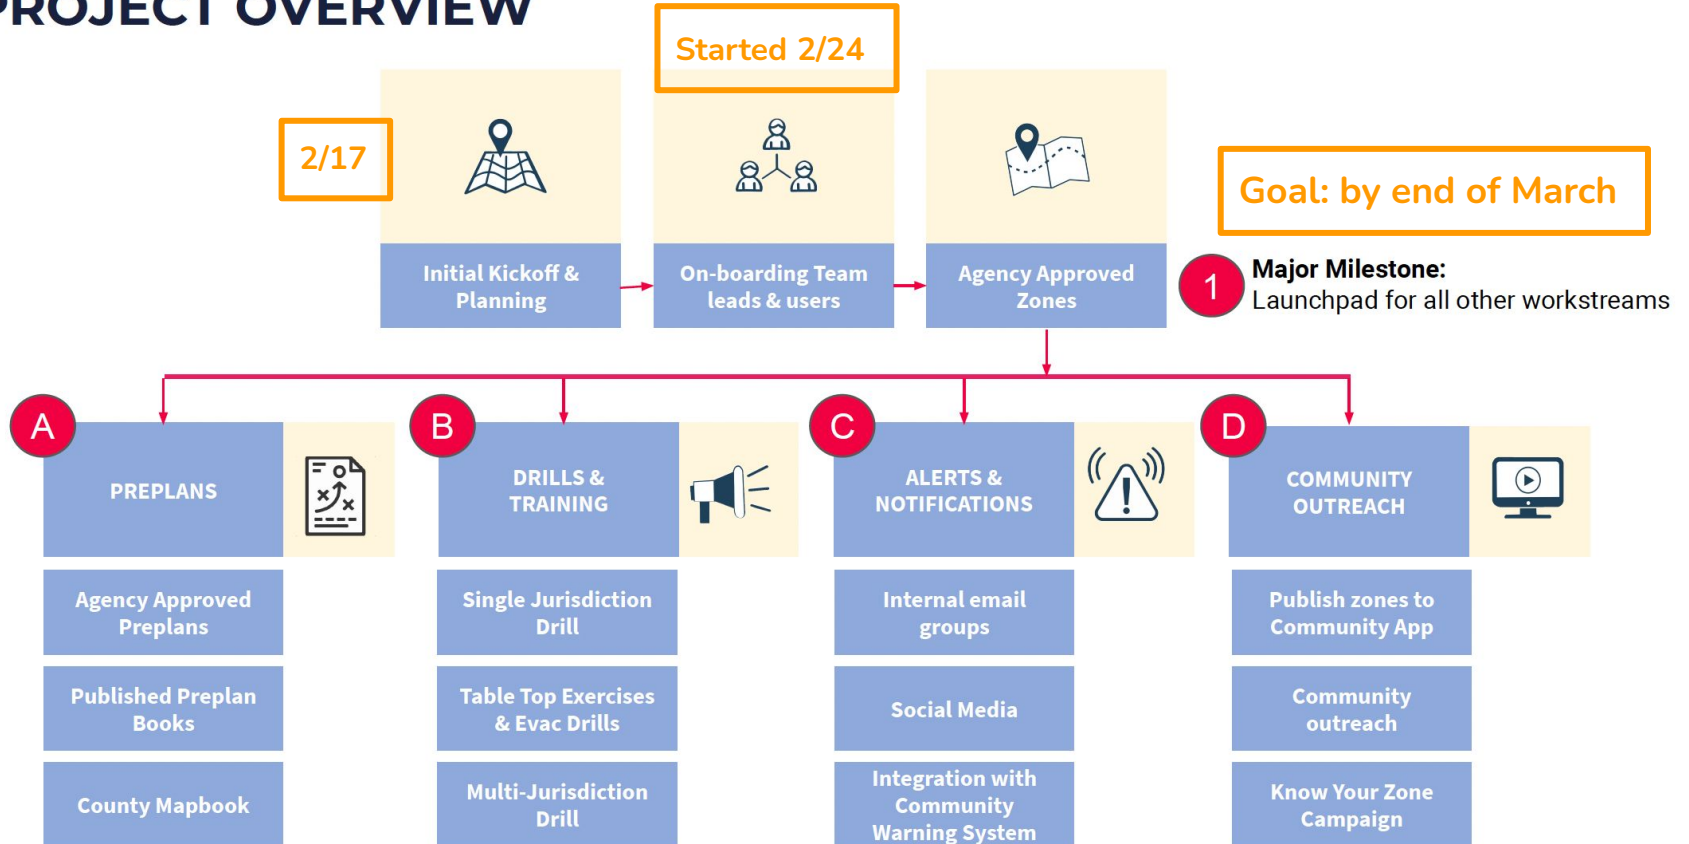 PROJECT OVERVIEW
Started 2/24
2/17
Goal: by end of March
Initial Kickoff &
Planning
On-boarding Team
leads & users
Agency Approved
Zones
1
Major Milestone:
Launchpad for all other workstreams
A
PREPLANS
B
DRILLS &
TRAINING
C
ALERTS &
NOTIFICATIONS
D
COMMUNITY
OUTREACH
Agency Approved
Preplans
Single Jurisdiction
Drill
Internal email
groups
Publish zones to
Community App
Published Preplan
Books
Table Top Exercises
& Evac Drills
Social Media
Community
outreach
County Mapbook
Multi-Jurisdiction
Drill
Integration with
Community
Warning System
Know Your Zone
Campaign